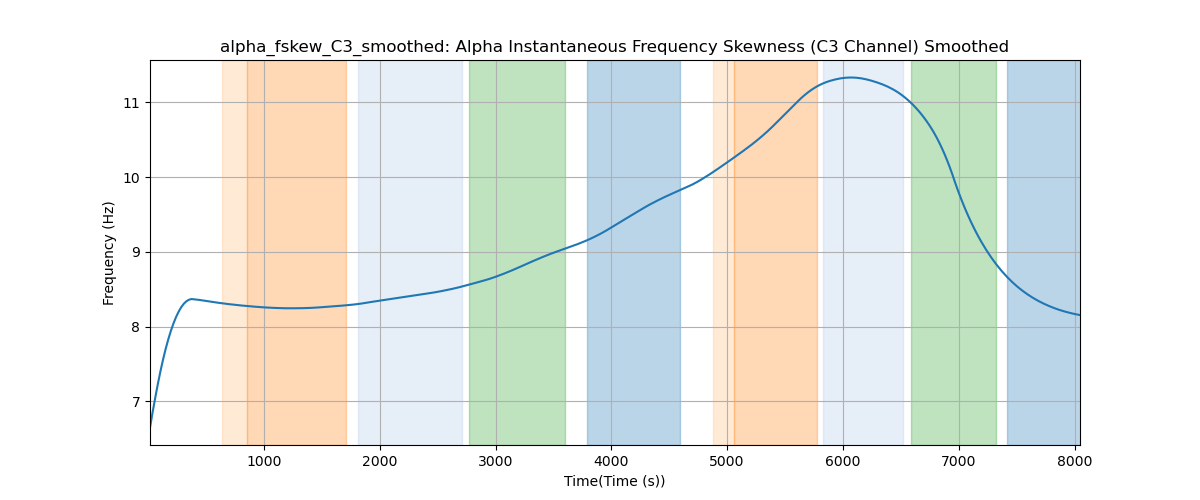 alpha_fskew_C3_smoothed: Alpha Instantaneous Frequency Skewness (C3 Channel) Smoothed
11
10
9
8
7
Frequency (Hz)
1000 2000 3000 4000 5000 6000 7000 8000
Time(Time (s))